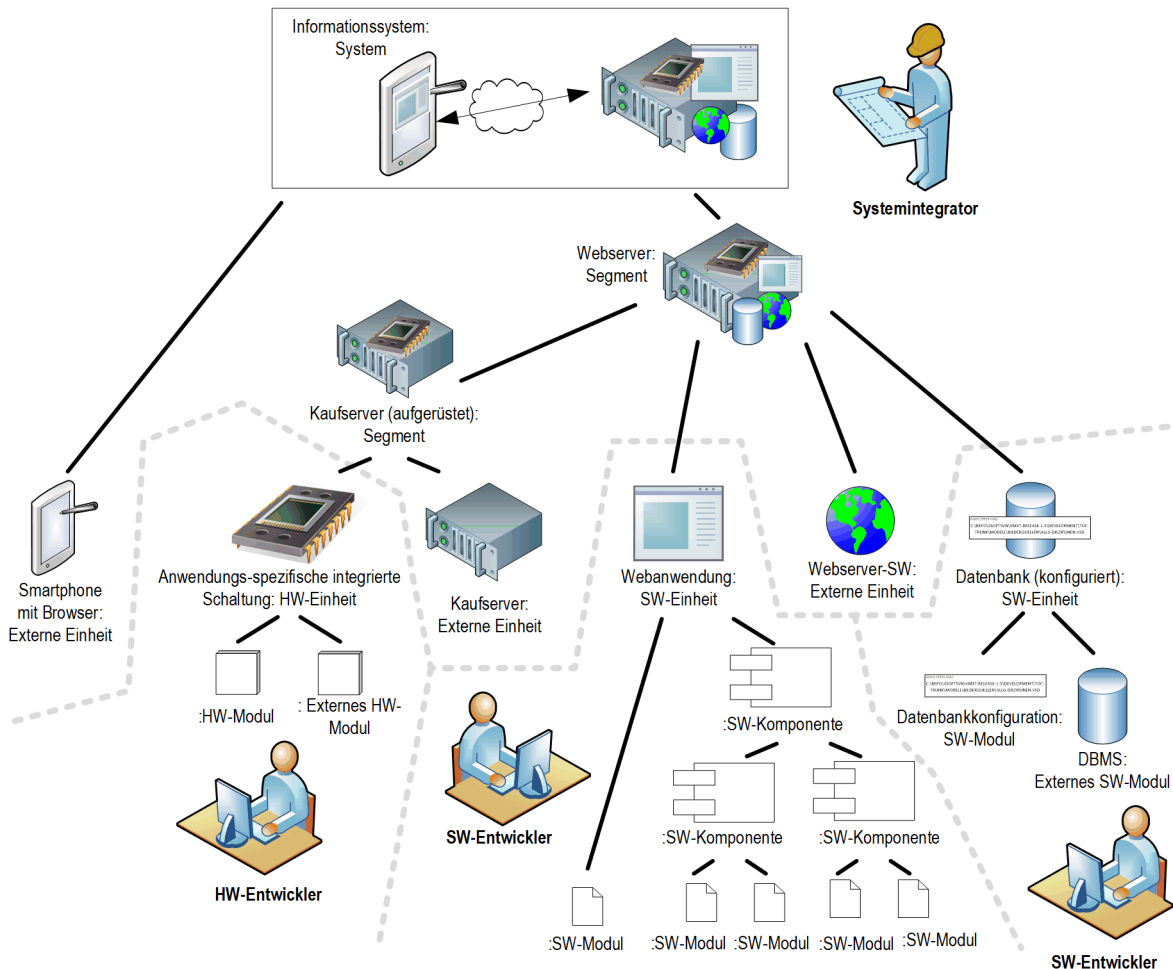 Informationssystem:
System
Systemintegrator
Webserver:
Segment
Kaufserver (aufgerüstet):
Segment
Smartphone
mit Browser:
Externe Einheit
Anwendungs-spezifische integrierte
Schaltung: HW-Einheit
Kaufserver:
Externe Einheit
Webanwendung:
SW-Einheit
Webserver-SW:
Externe Einheit
Datenbank (konfiguriert):
SW-Einheit
:HW-Modul
: Externes HW-
Modul
:SW-Komponente
Datenbankkonfiguration:
SW-Modul
DBMS:
Externes SW-Modul
HW-Entwickler
SW-Entwickler
:SW-Komponente
:SW-Komponente
:SW-Modul
:SW-Modul
:SW-Modul
:SW-Modul
:SW-Modul
SW-Entwickler